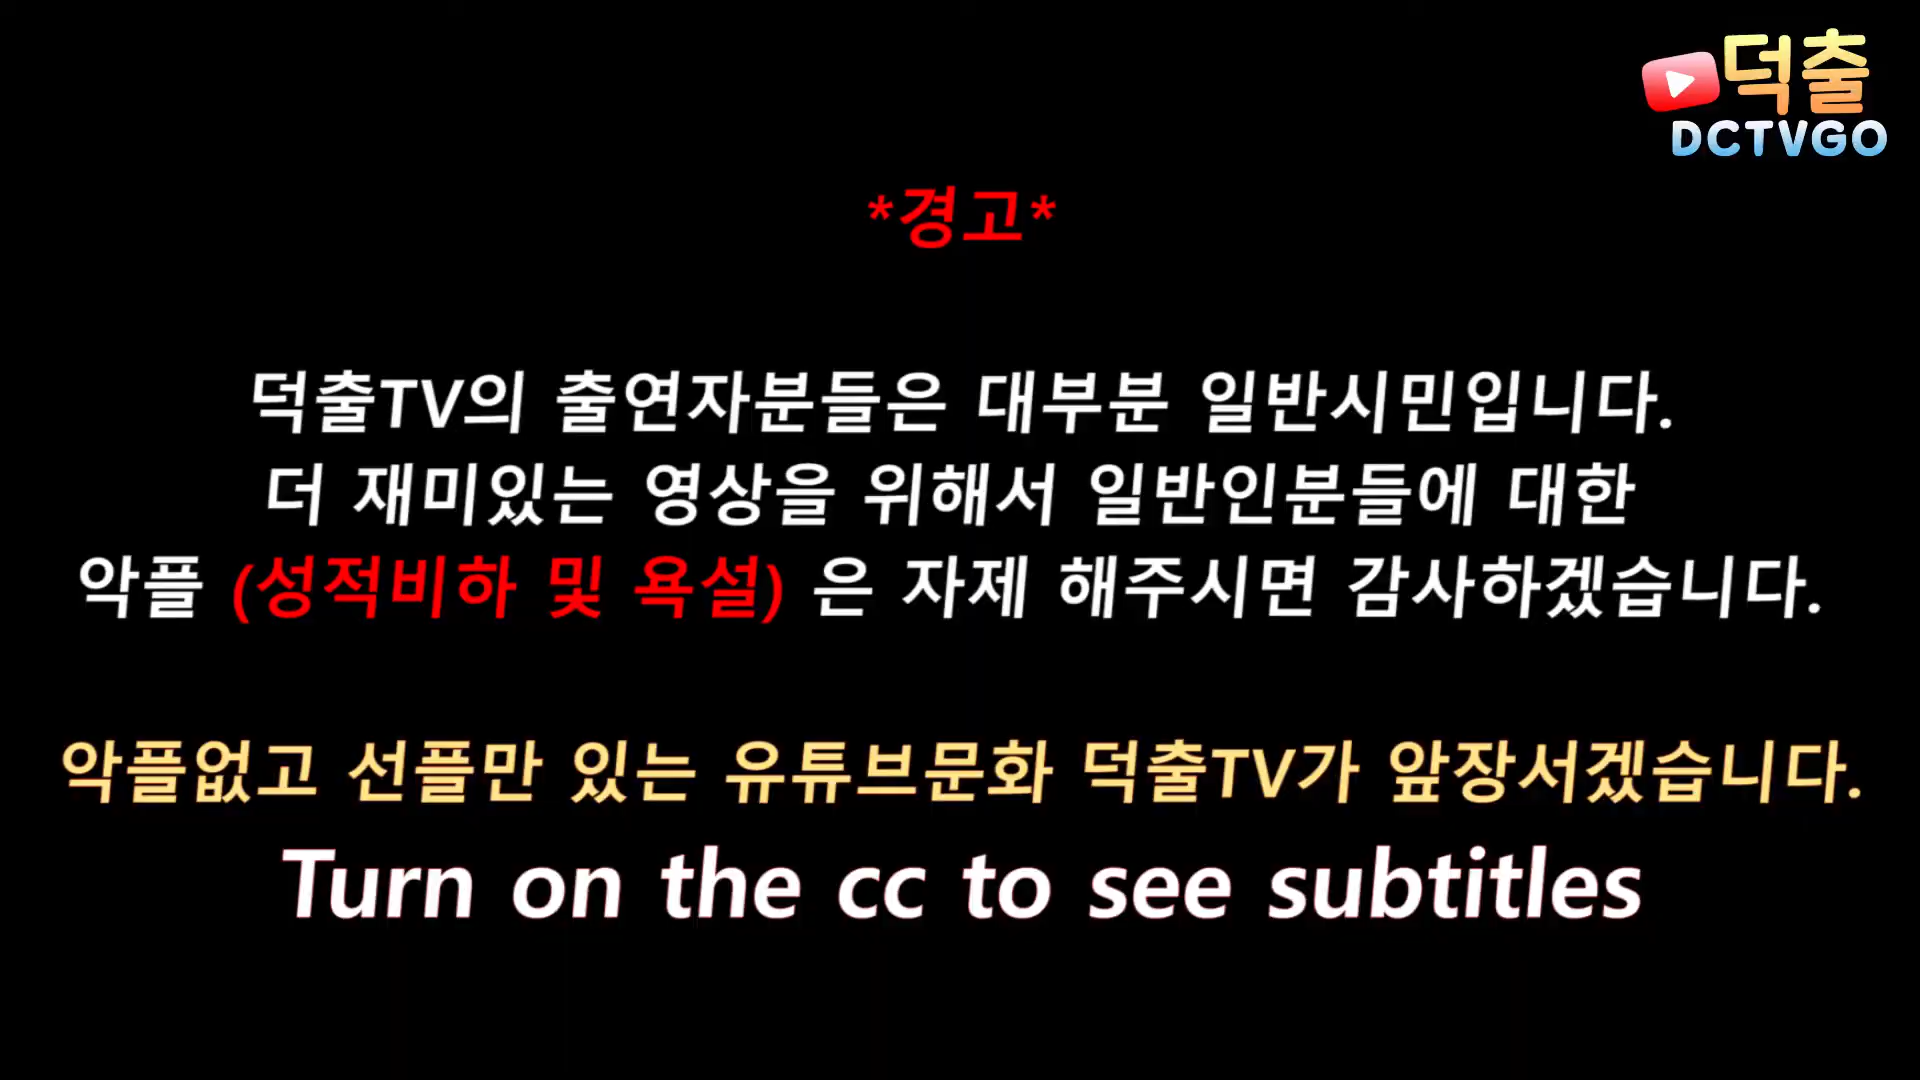 덕출
DCTVGO
*경고*
덕출TV의 출연자분들은 대부분 일반시민입니다.
더 재미있는 영상을 위해서 일반인분들에 대한
악플 (성적비하 및 욕설) 은 자제 해주시면 감사하겠습니다.
악플없고 선플만 있는 유튜브문화 덕출TV가 앞장서겠습니다.
Turn on the cc to see subtitles